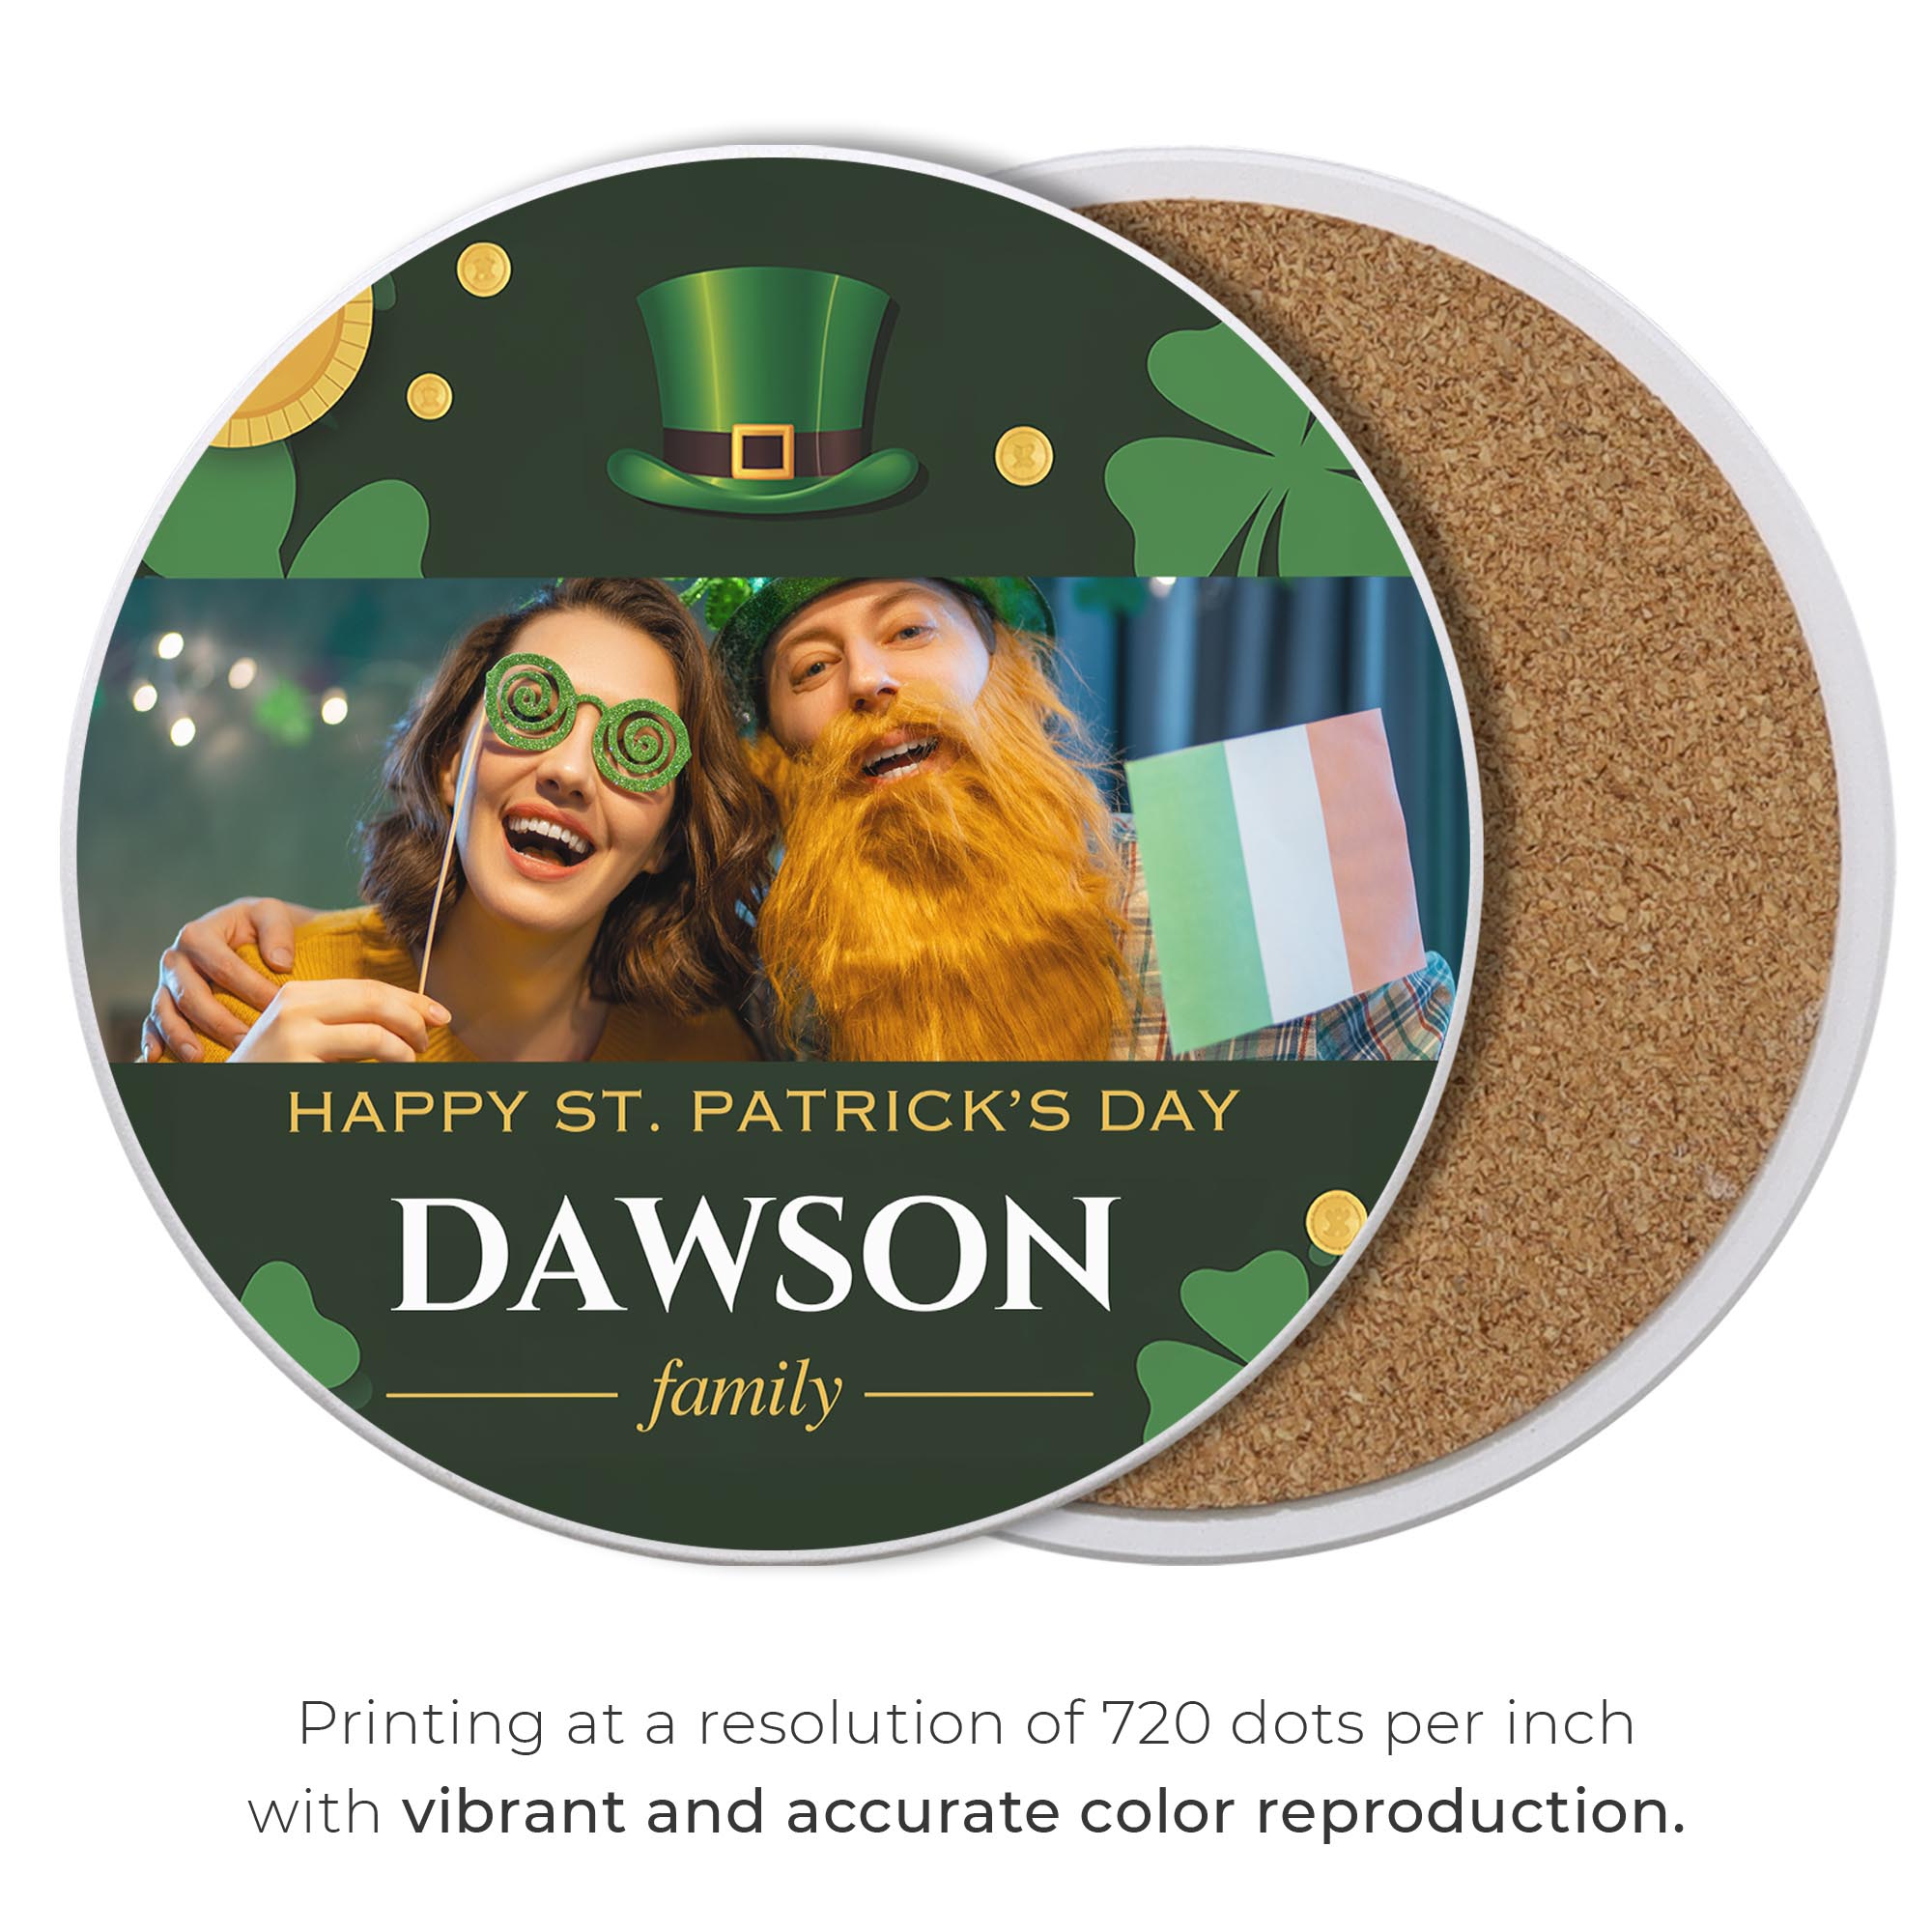 HAPPY ST. PATRICK’S DAY
DAWSON
family
Printing at a resolution of 720 dots per inch
with vibrant and accurate color reproduction.